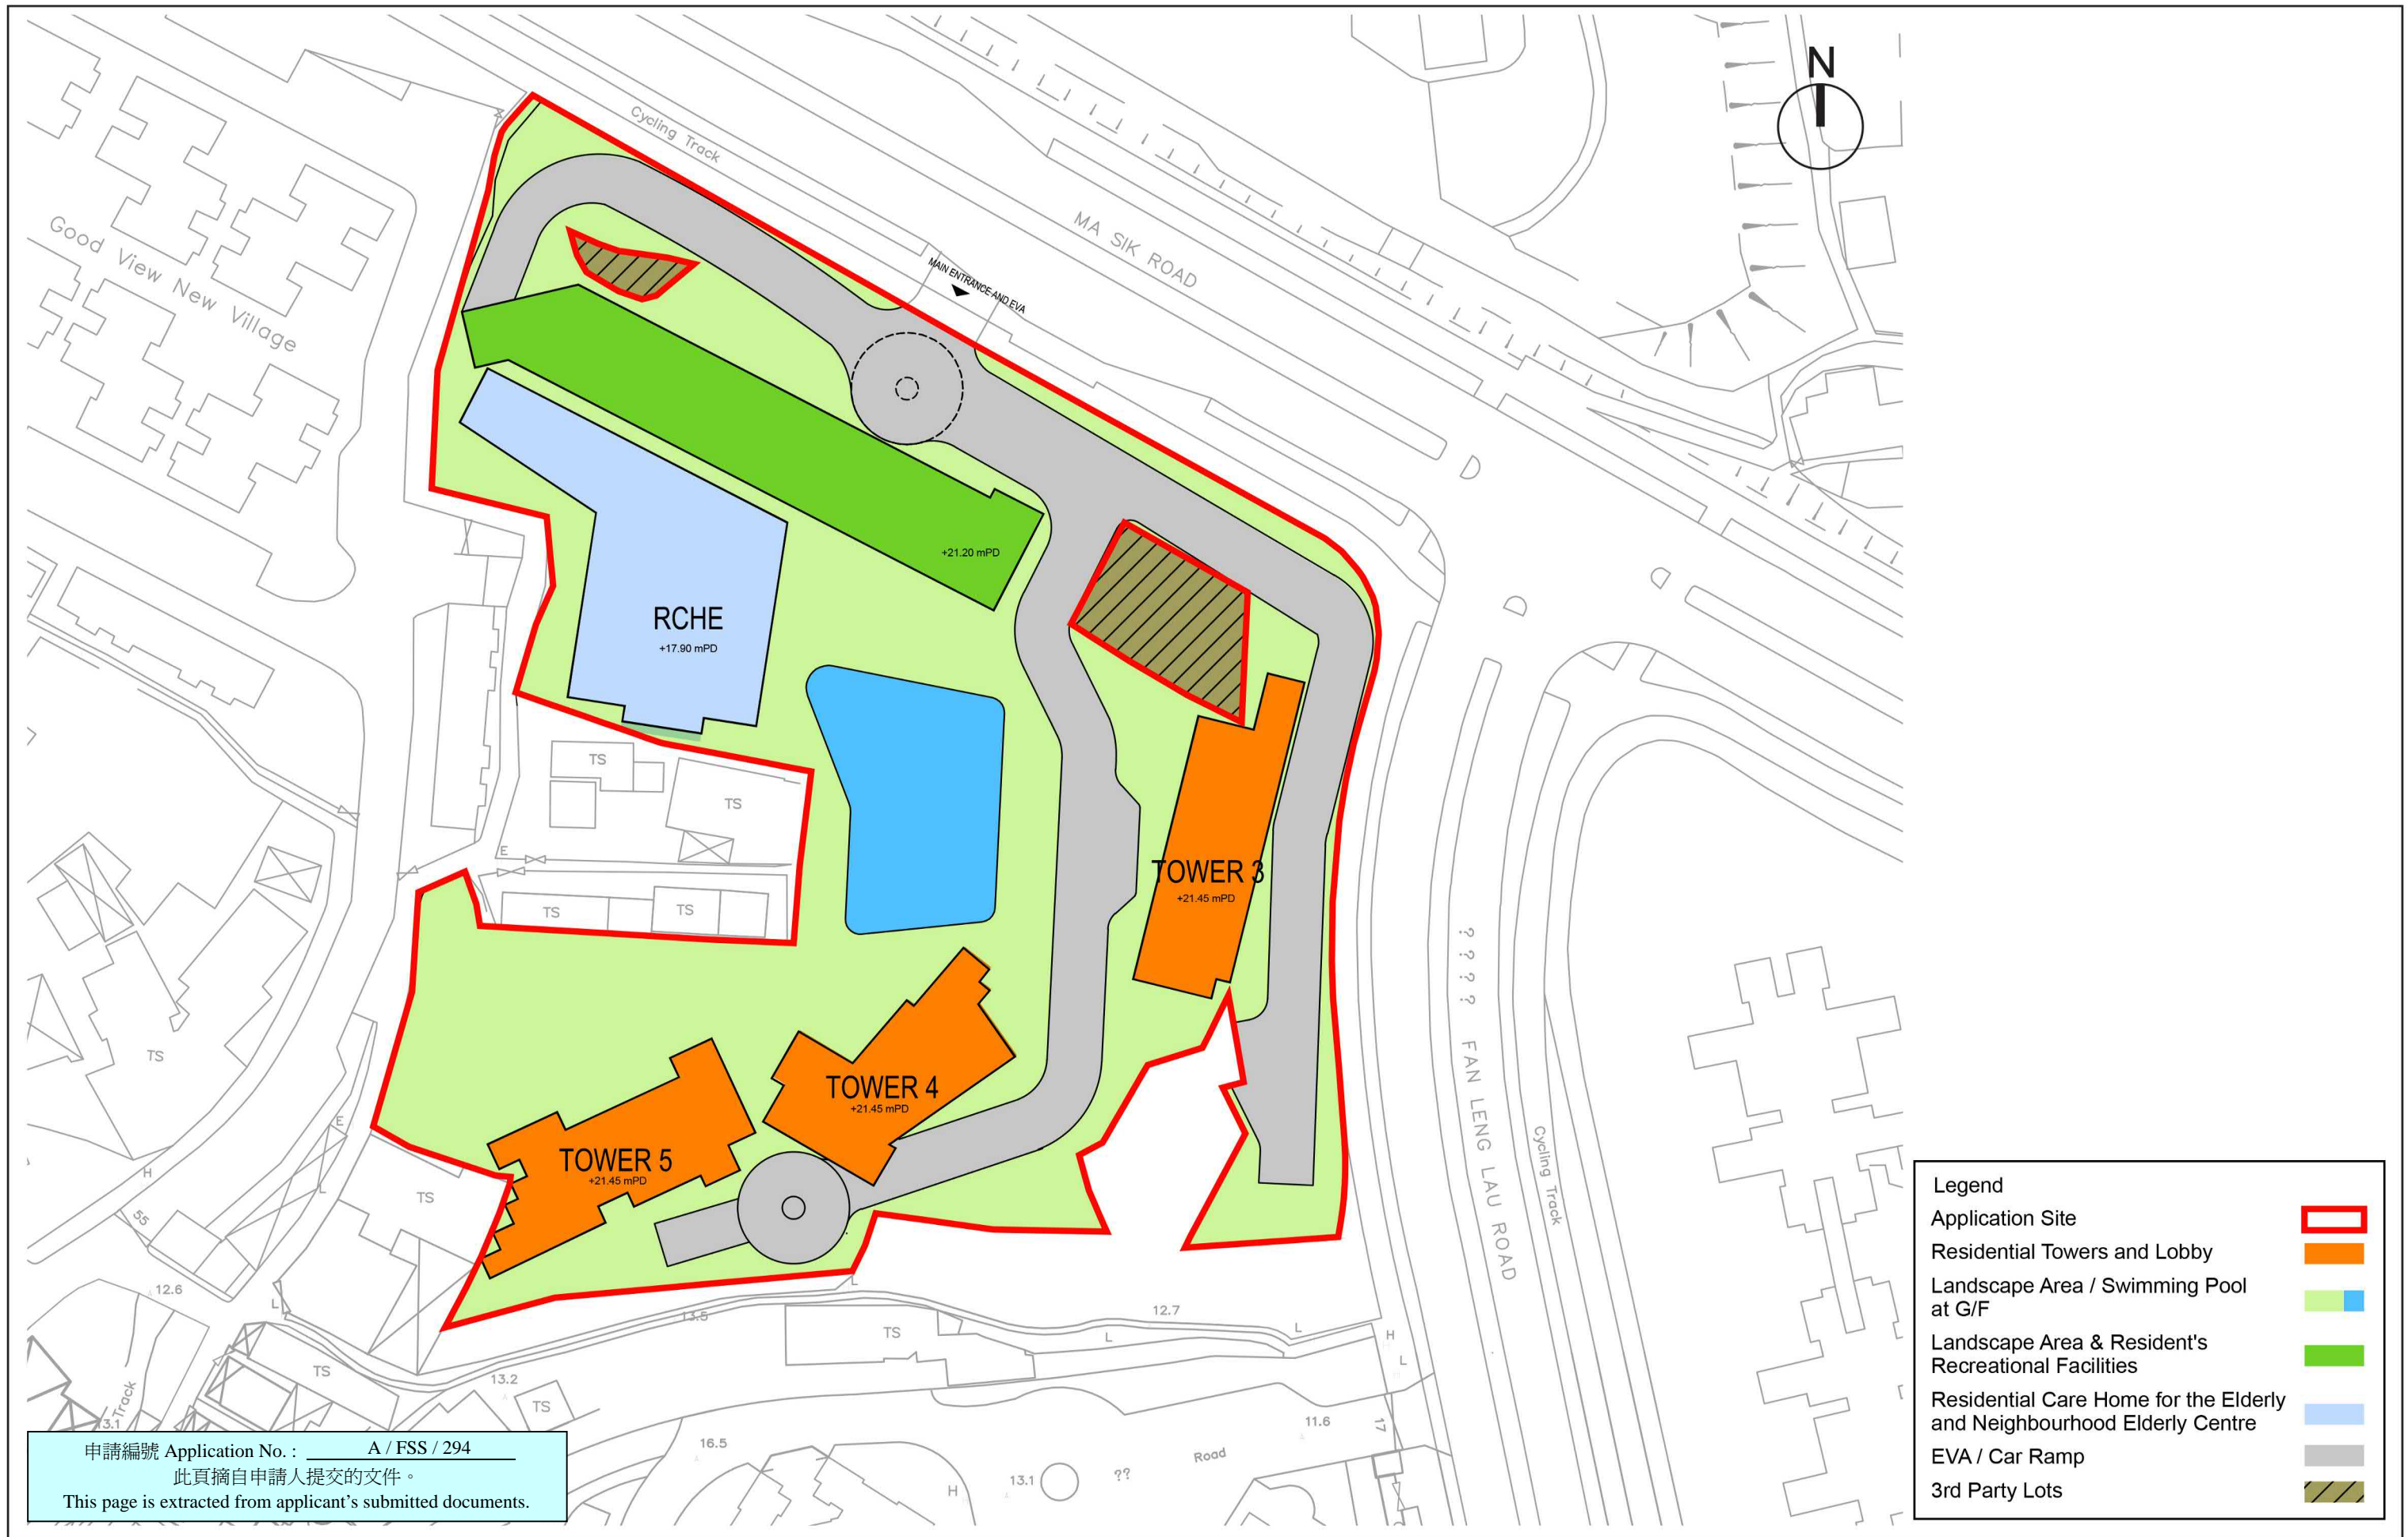 N
Cycling Track
MA SIK ROAD
MAIN ENTRANCE AND EVA
Good View New Village
+21.20 mPD
RCHE
+17.90 mPD
TS
TS
E
TS
TS
TOWER 3
+21.45 mPD
? ? ? ? FAN LENG LAU ROAD
Cycling Track
TOWER 4
+21.45 mPD
TOWER 5
+21.45 mPD
TS
E
H
L
TS
55
12.6
L
L
13.5
12.7
TS
L
L
H
L
TS
13.2
TS
Track
13.1
16.5
H
13.1
??
Road
11.6
17
Legend
Application Site
Residential Towers and Lobby
Landscape Area / Swimming Pool
at G/F
Landscape Area & Resident's
Recreational Facilities
Residential Care Home for the Elderly
and Neighbourhood Elderly Centre
EVA / Car Ramp
3rd Party Lots
申請編號 Application No. : A / FSS / 294
此頁摘自申請人提交的文件。
This page is extracted from applicant's submitted documents.